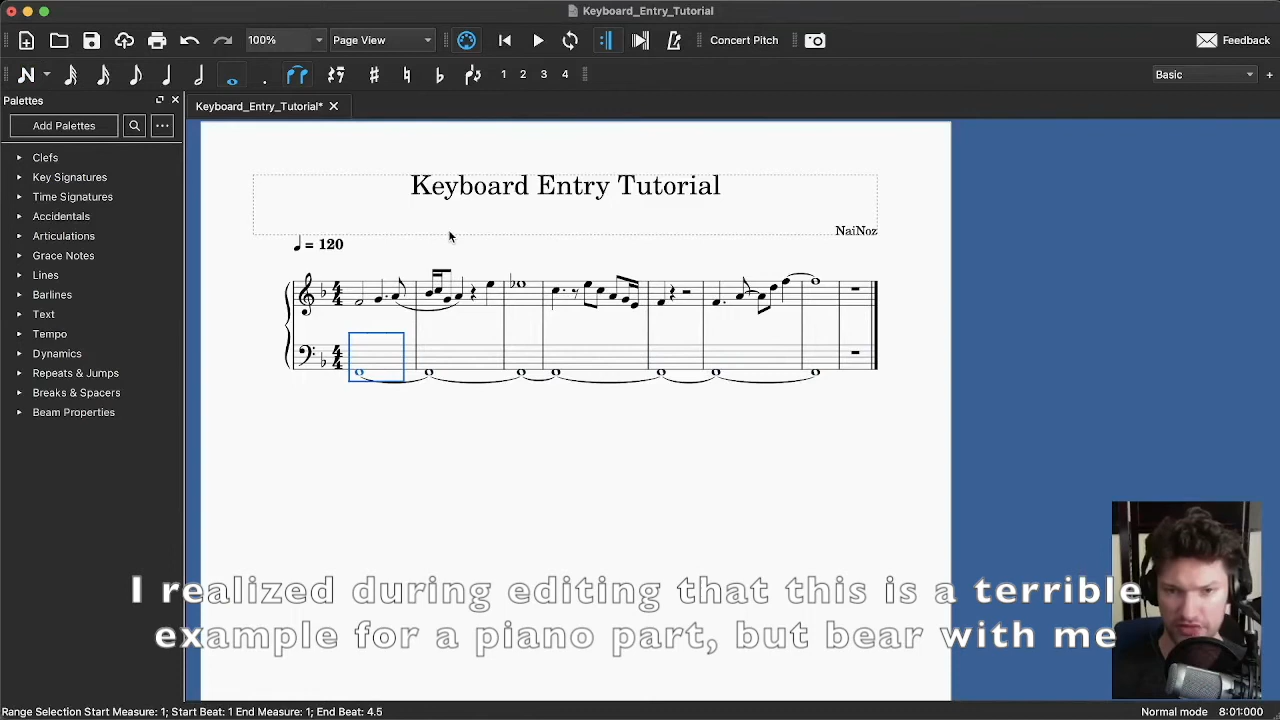 Keyboard_Entry_Tutorial
100%
Page View
Concert Pitch
Feedback
N
1 2 3 4
Basic
+
Palettes
Keyboard_Entry_Tutorial*
Add Palettes
Clefs
Key Signatures
Time Signatures
Accidentals
Articulations
Grace Notes
Lines
Barlines
Text
Tempo
Dynamics
Repeats & Jumps
Breaks & Spacers
Beam Properties
Keyboard Entry Tutorial
NaiNoz
= 120
I realized during editing that this is a terrible
example for a piano part, but bear with me
Range Selection Start Measure: 1; Start Beat: 1 End Measure: 1; End Beat: 4.5
Normal mode
8:01:000